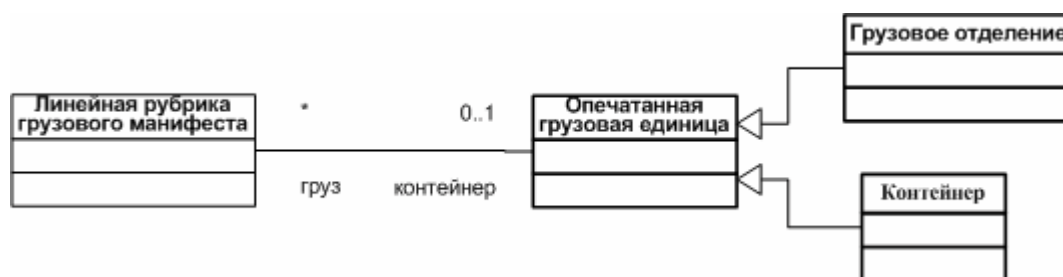 Грузовое отделение
Линейная рубрика
грузового манифеста
*
0..1
Опечатанная
грузовая единица
груз
контейнер
Контейнер